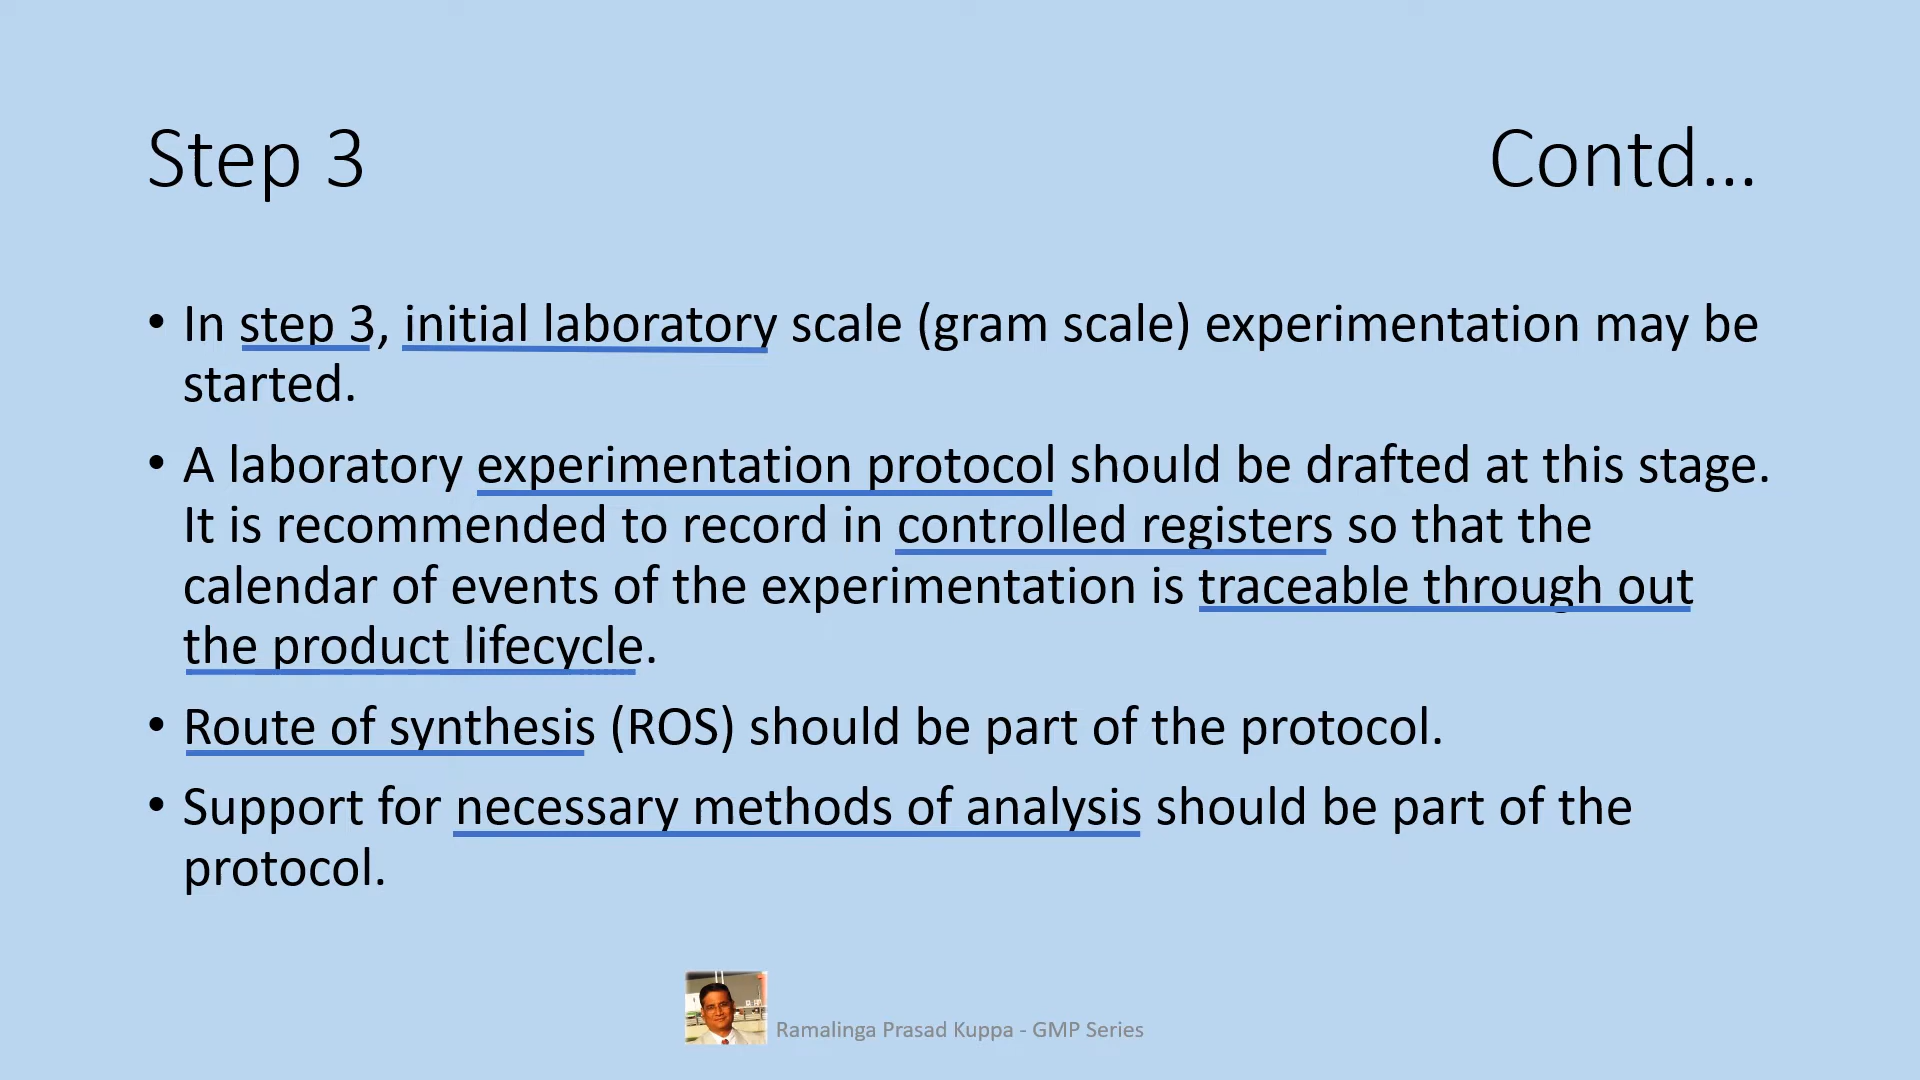 Step 3 Contd...
• In step 3, initial laboratory scale (gram scale) experimentation may be
started.
• A laboratory experimentation protocol should be drafted at this stage.
It is recommended to record in controlled registers so that the
calendar of events of the experimentation is traceable through out
the product lifecycle.
• Route of synthesis (ROS) should be part of the protocol.
• Support for necessary methods of analysis should be part of the
protocol.
Ramalinga Prasad Kuppa - GMP Series